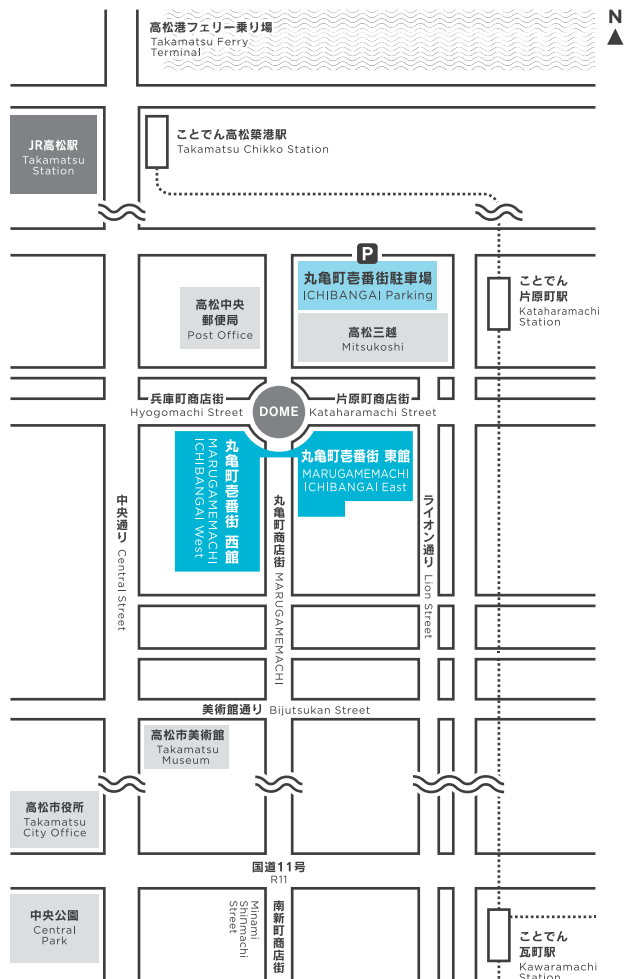 高松港フェリー乗り場
Takamatsu Ferry
Terminal
N
JR高松駅
Takamatsu
Station
ことでん高松築港駅
Takamatsu Chikko Station
P
丸亀町壱番街駐車場
ICHIBANGAI Parking
高松中央
郵便局
Post Office
高松三越
Mitsukoshi
ことでん
片原町駅
Kataharamachi
Station
兵庫町商店街
Hyogomachi Street
DOME
片原町商店街
Kataharamachi Street
丸亀町壱番街 西館
MARUGAMEMACHI
ICHIBANGAI West
丸亀町壱番街 東館
MARUGAMEMACHI
ICHIBANGAI East
中央通り Central Street
丸亀町商店街 MARUGAMEMACHI
ライオン通り Lion Street
美術館通り Bijutsukan Street
高松市美術館
Takamatsu
Museum
高松市役所
Takamatsu
City Office
国道11号
R11
中央公園
Central
Park
南新町商店街
Minami
Shinmachi
Street
ことでん
瓦町駅
Kawaramachi
Station